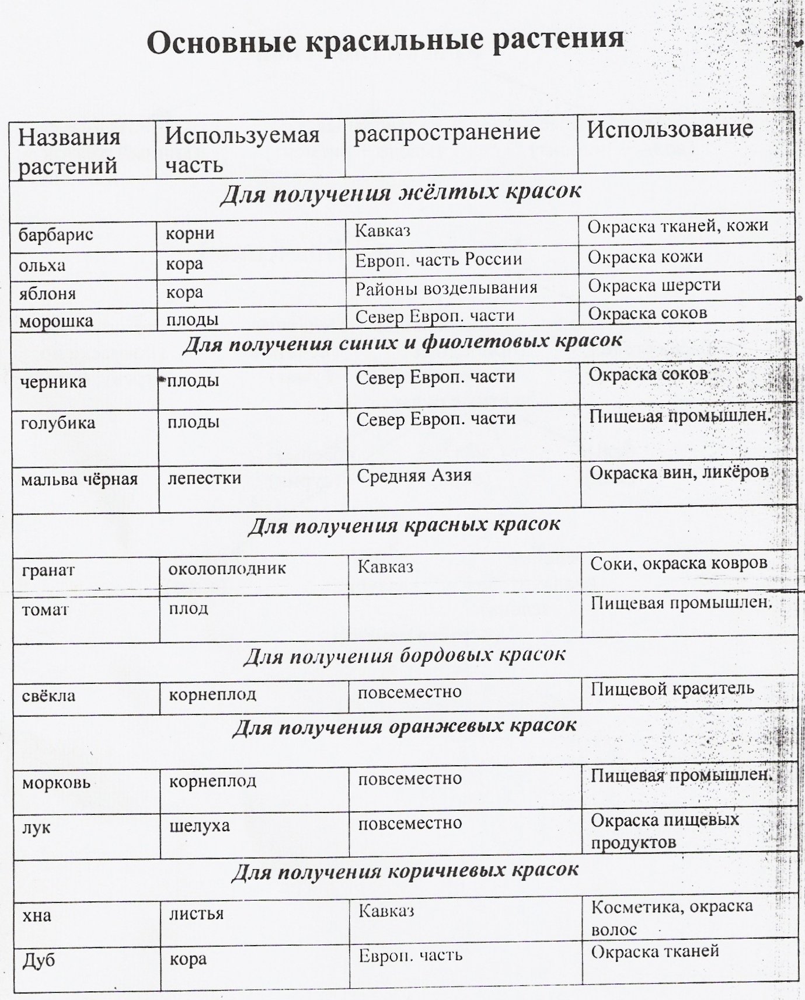 Основные красильные растения
Названия растений | Используемая часть | распространение | Использование
Для получения жёлтых красок
барбарис | корни | Кавказ | Окраска тканей, кожи
ольха | кора | Европ. часть России | Окраска кожи
яблоня | кора | Районы возделывания | Окраска шерсти
морошка | плоды | Север Европ. части | Окраска соков
Для получения синих и фиолетовых красок
черника | плоды | Север Европ. части | Окраска соков
голубика | плоды | Север Европ. части | Пищевая промышлен.
мальва чёрная | лепестки | Средняя Азия | Окраска вин, ликёров
Для получения красных красок
гранат | околоплодник | Кавказ | Соки, окраска ковров
томат | плод | | Пищевая промышлен.
Для получения бордовых красок
свёкла | корнеплод | повсеместно | Пищевой краситель
Для получения оранжевых красок
морковь | корнеплод | повсеместно | Пищевая промышлен.
лук | шелуха | повсеместно | Окраска пищевых продуктов
Для получения коричневых красок
хна | листья | Кавказ | Косметика, окраска волос
Дуб | кора | Европ. часть | Окраска тканей